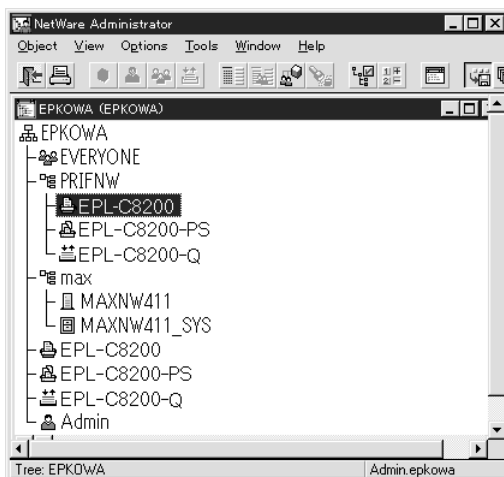 NetWare Administrator
Object View Options Tools Window Help
EPKOWA (EPKOWA)
EPKOWA
EVERYONE
PRIFNW
EPL-C8200
EPL-C8200-PS
EPL-C8200-Q
max
MAXNW411
MAXNW411_SYS
EPL-C8200
EPL-C8200-PS
EPL-C8200-Q
Admin
Tree: EPKOWA Admin.epkowa